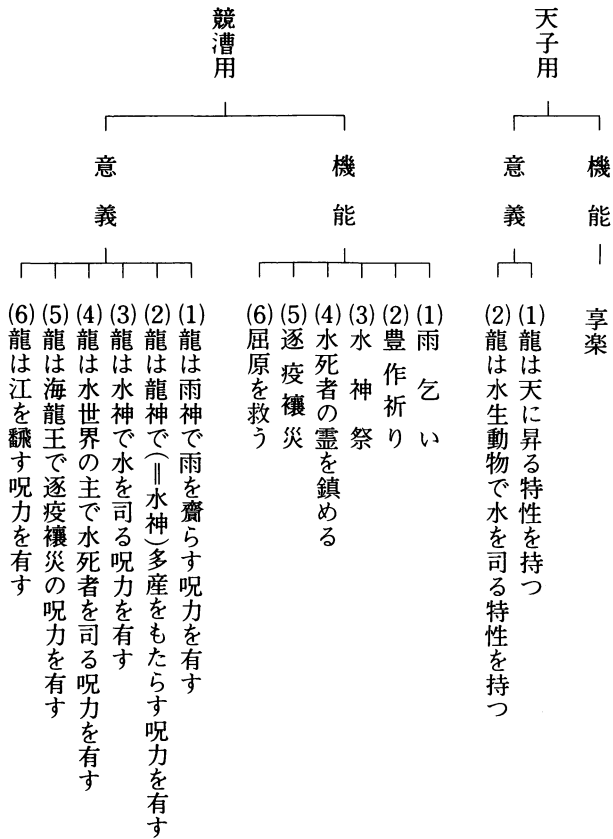 天子用
機能
享楽
意義
(1)龍は天に昇る特性を持つ
(2)龍は水生動物で水を司る特性を持つ
競漕用
機能
(1)雨乞い
(2)豊作祈り
(3)水神祭
(4)水死者の霊を鎮める
(5)逐疫禳災
(6)屈原を救う
意義
(1)龍は雨神で雨を齎らす呪力を有す
(2)龍は龍神で(＝水神)多産をもたらす呪力を有す
(3)龍は水神で水を司る呪力を有す
(4)龍は水世界の主で水死者を司る呪力を有す
(5)龍は海龍王で逐疫禳災の呪力を有す
(6)龍は江を飜す呪力を有す